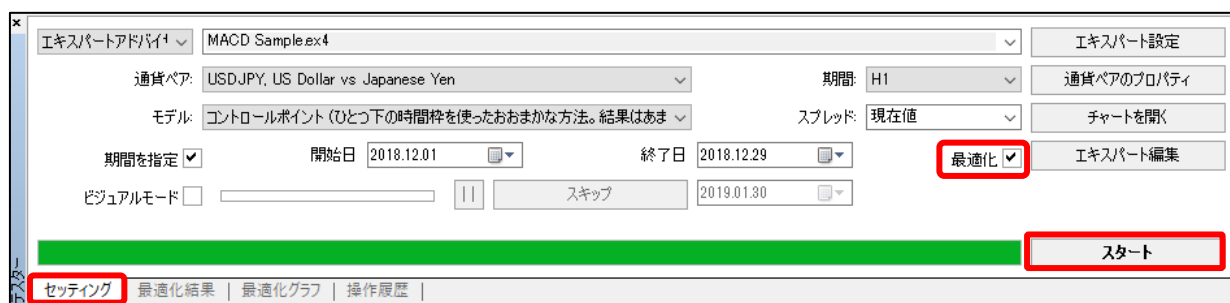 エキスパートアドバイザ MACD Sample.ex4 エキスパート設定
通貨ペア: USDJPY, US Dollar vs Japanese Yen 期間: H1 通貨ペアのプロパティ
モデル: コントロールポイント (ひとつ下の時間枠を使ったおおまかな方法。結果はあま スプレッド: 現在値 チャートを開く
期間を指定 開始日 2018.12.01 終了日 2018.12.29 最適化 エキスパート編集
ビジュアルモード スキップ 2019.01.30
スタート
セッティング | 最適化結果 | 最適化グラフ | 操作履歴 |